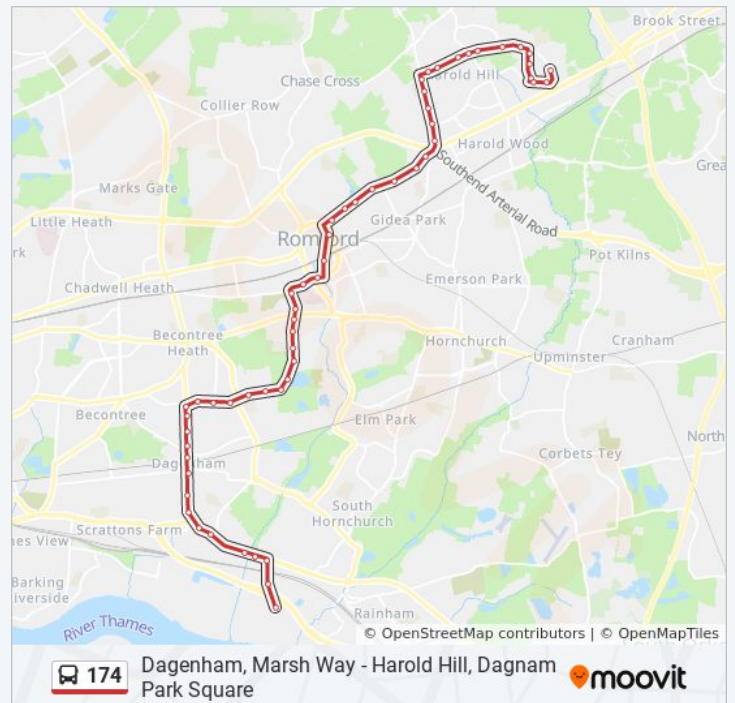 Brook Street
Chase Cross
arold Hill
Collier Row
Harold Wood
Grea
Southend Arterial Road
Marks Gate
Little Heath
Gidea Park
Romford
rk
Pot Kilns
Emerson Park
Chadwell Heath
Becontree
Heath
Hornchurch
Cranham
Upminster
Becontree
Elm Park
North
Corbets Tey
Dagenham
South
Hornchurch
Scrattons Farm
nes View
Barking
iverside
Rainham
River Thames
© OpenStreetMap contributors | © OpenMapTiles
174
Dagenham, Marsh Way - Harold Hill, Dagnam
Park Square
moovit